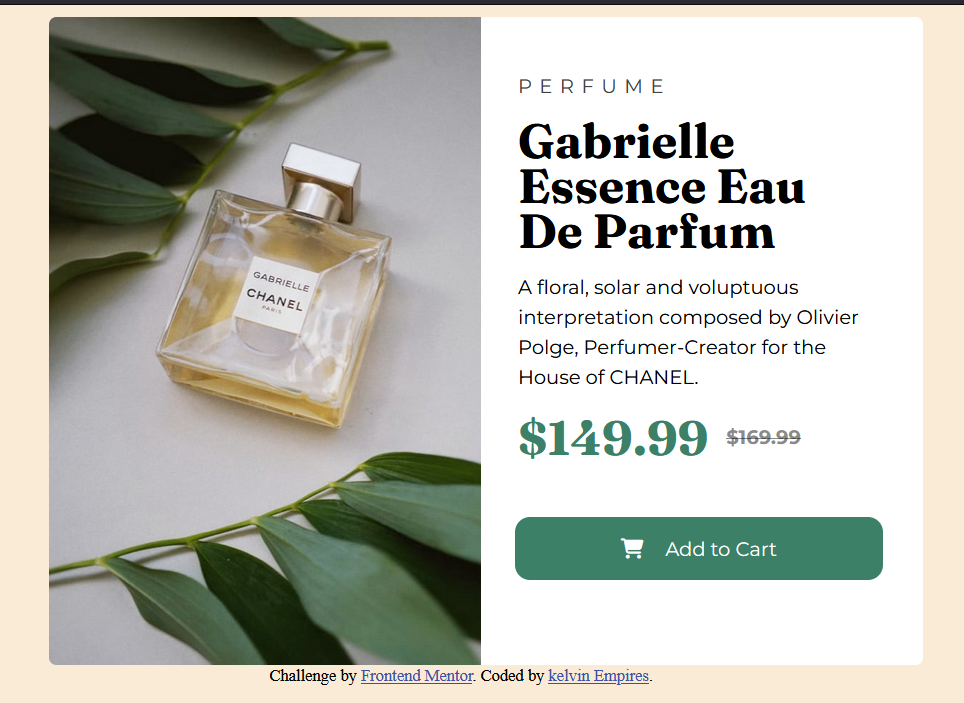 PERFUME
Gabrielle
Essence Eau
De Parfum
A floral, solar and voluptuous
interpretation composed by Olivier
Polge, Perfumer-Creator for the
House of CHANEL.
$149.99 $169.99
Add to Cart
GABRIELLE
CHANEL
PARIS
Challenge by Frontend Mentor. Coded by kelvin Empires.